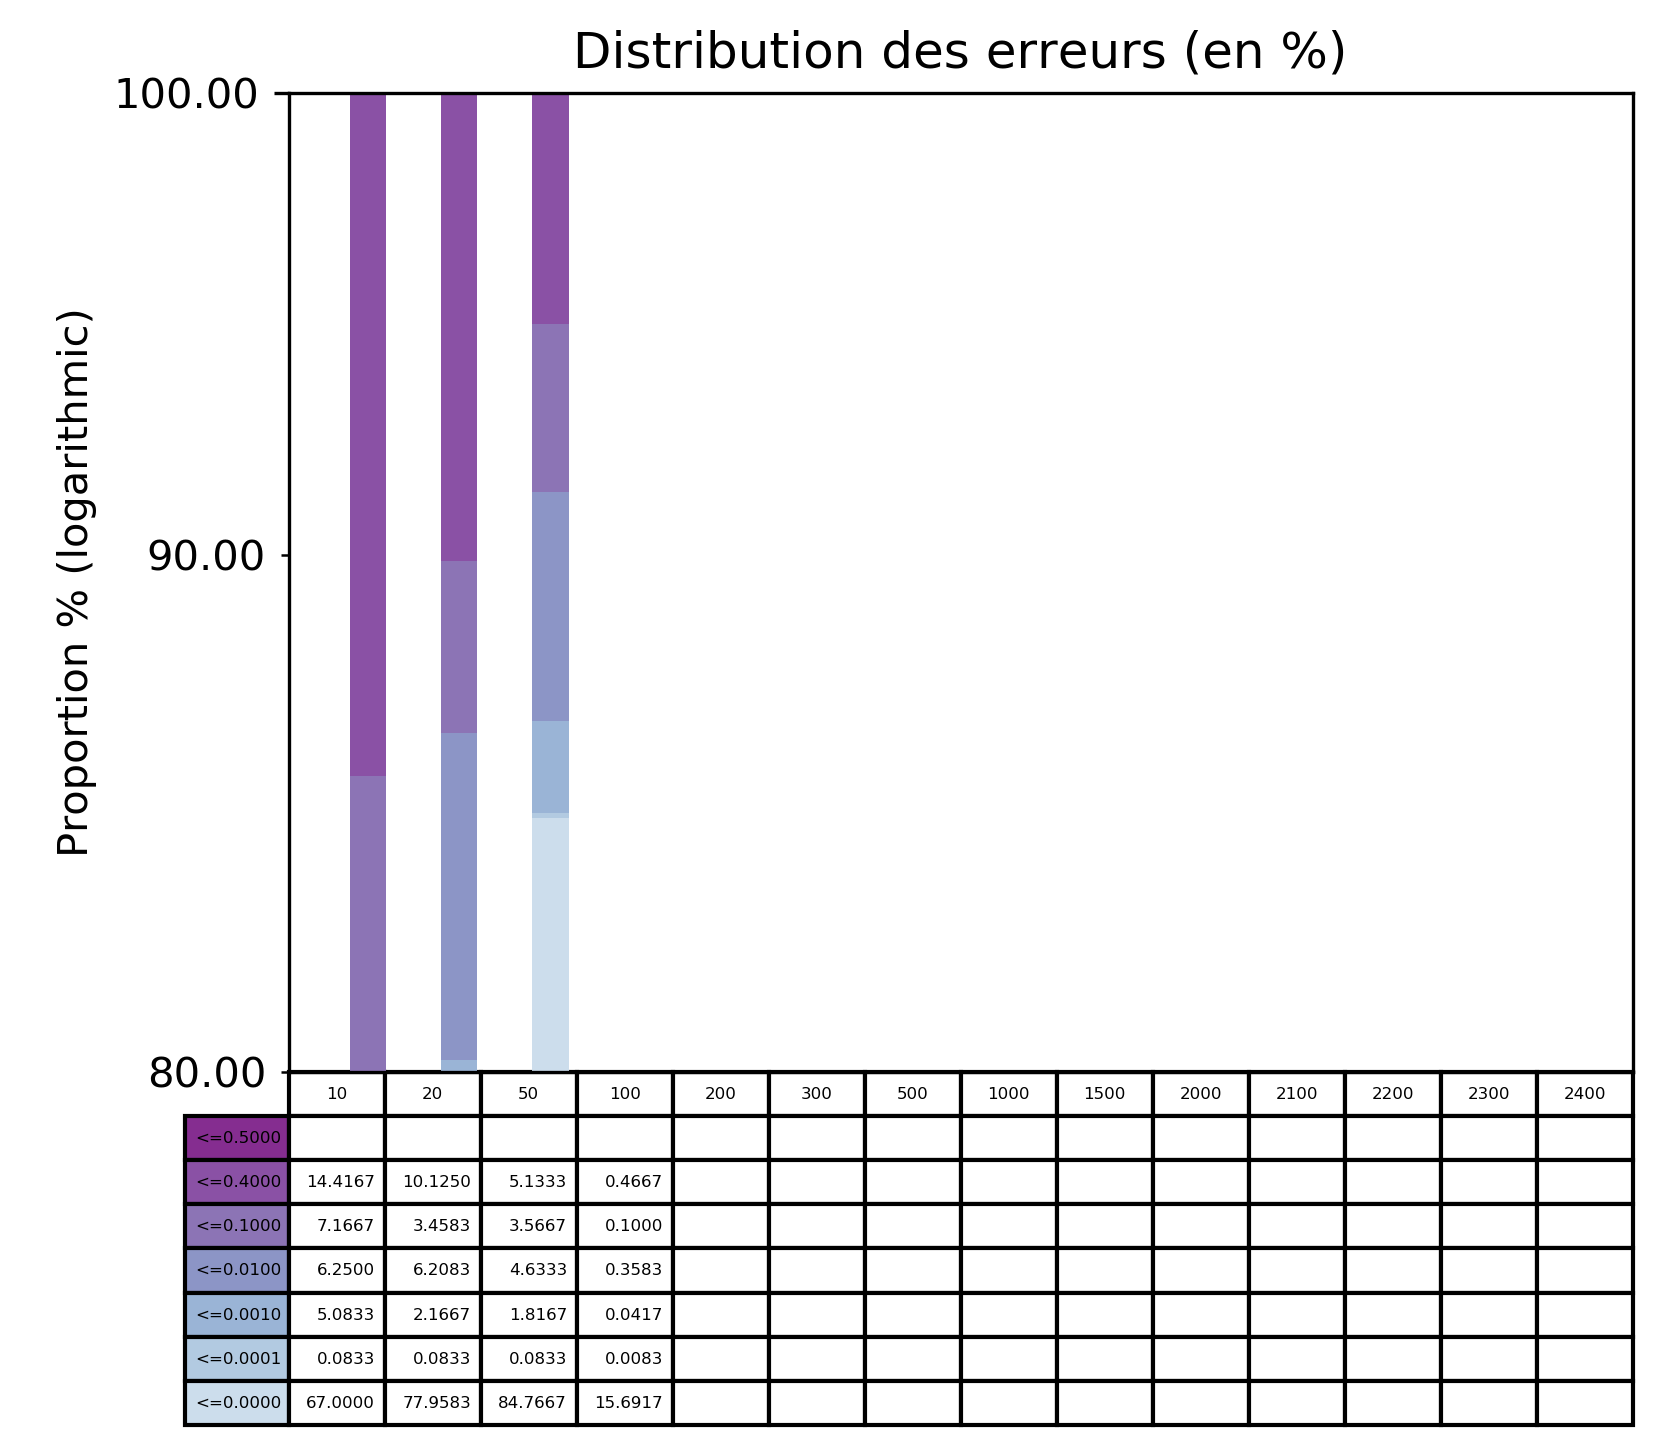 Distribution des erreurs (en %)
100.00
90.00
80.00
Proportion % (logarithmic)
10 20 50 100 200 300 500 1000 1500 2000 2100 2200 2300 2400
<=0.5000
<=0.4000 14.4167 10.1250 5.1333 0.4667
<=0.1000 7.1667 3.4583 3.5667 0.1000
<=0.0100 6.2500 6.2083 4.6333 0.3583
<=0.0010 5.0833 2.1667 1.8167 0.0417
<=0.0001 0.0833 0.0833 0.0833 0.0083
<=0.0000 67.0000 77.9583 84.7667 15.6917